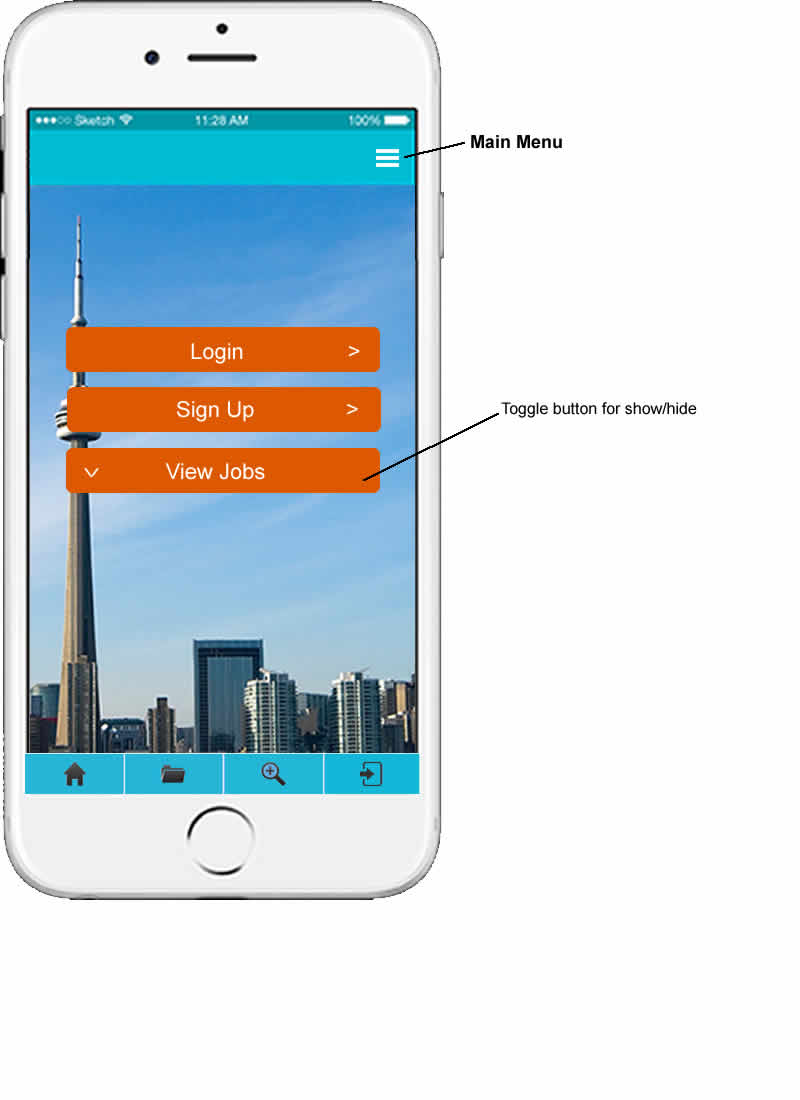 Sketch 11:28 AM 100%
Main Menu
Login >
Sign Up >
Toggle button for show/hide
View Jobs